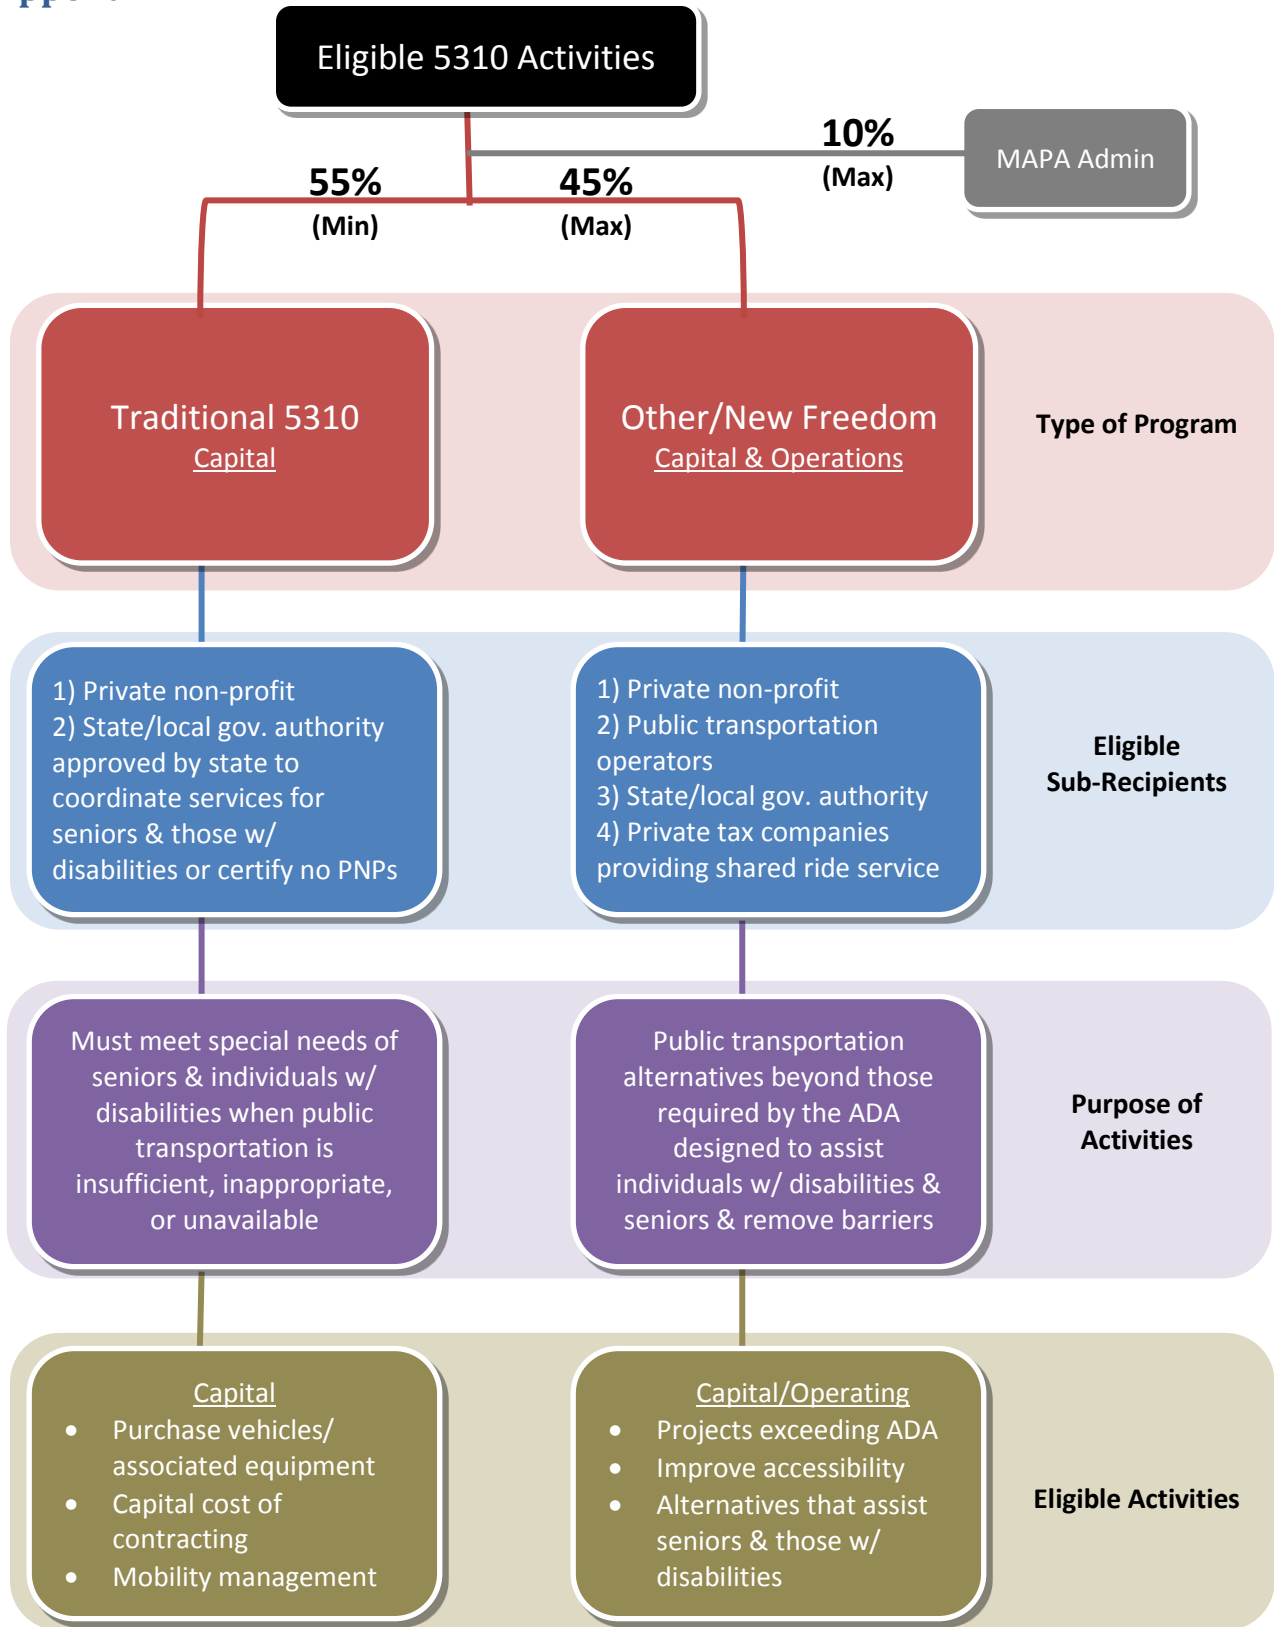 Eligible 5310 Activities
10%
(Max)
MAPA Admin
55%
(Min)
45%
(Max)
Traditional 5310
Capital
Other/New Freedom
Capital & Operations
Type of Program
1) Private non-profit
2) State/local gov. authority
approved by state to
coordinate services for
seniors & those w/
disabilities or certify no PNPs
1) Private non-profit
2) Public transportation
operators
3) State/local gov. authority
4) Private tax companies
providing shared ride service
Eligible
Sub-Recipients
Must meet special needs of
seniors & individuals w/
disabilities when public
transportation is
insufficient, inappropriate,
or unavailable
Public transportation
alternatives beyond those
required by the ADA
designed to assist
individuals w/ disabilities &
seniors & remove barriers
Purpose of
Activities
Capital
• Purchase vehicles/
associated equipment
• Capital cost of
contracting
• Mobility management
Capital/Operating
• Projects exceeding ADA
• Improve accessibility
• Alternatives that assist
seniors & those w/
disabilities
Eligible Activities